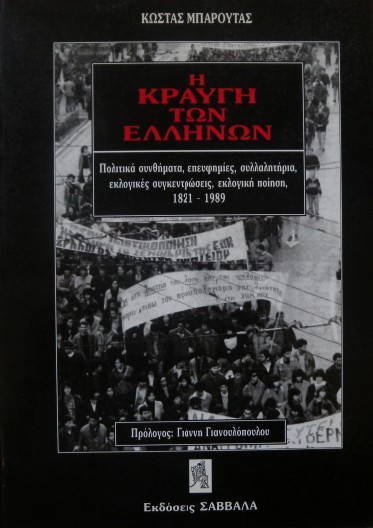 ΚΩΣΤΑΣ ΜΠΑΡΟΥΤΑΣ
Η
ΚΡΑΥΓΗ
ΤΩΝ
ΕΛΛΗΝΩΝ
Πολιτικά συνθήματα, επευφημίες, συλλαλητήρια,
εκλογικές συγκεντρώσεις, εκλογική ποίηση,
1821 - 1989
Πρόλογος: Γιάννη Γιανουλόπουλου
Εκδόσεις ΣΑΒΒΑΛΑ